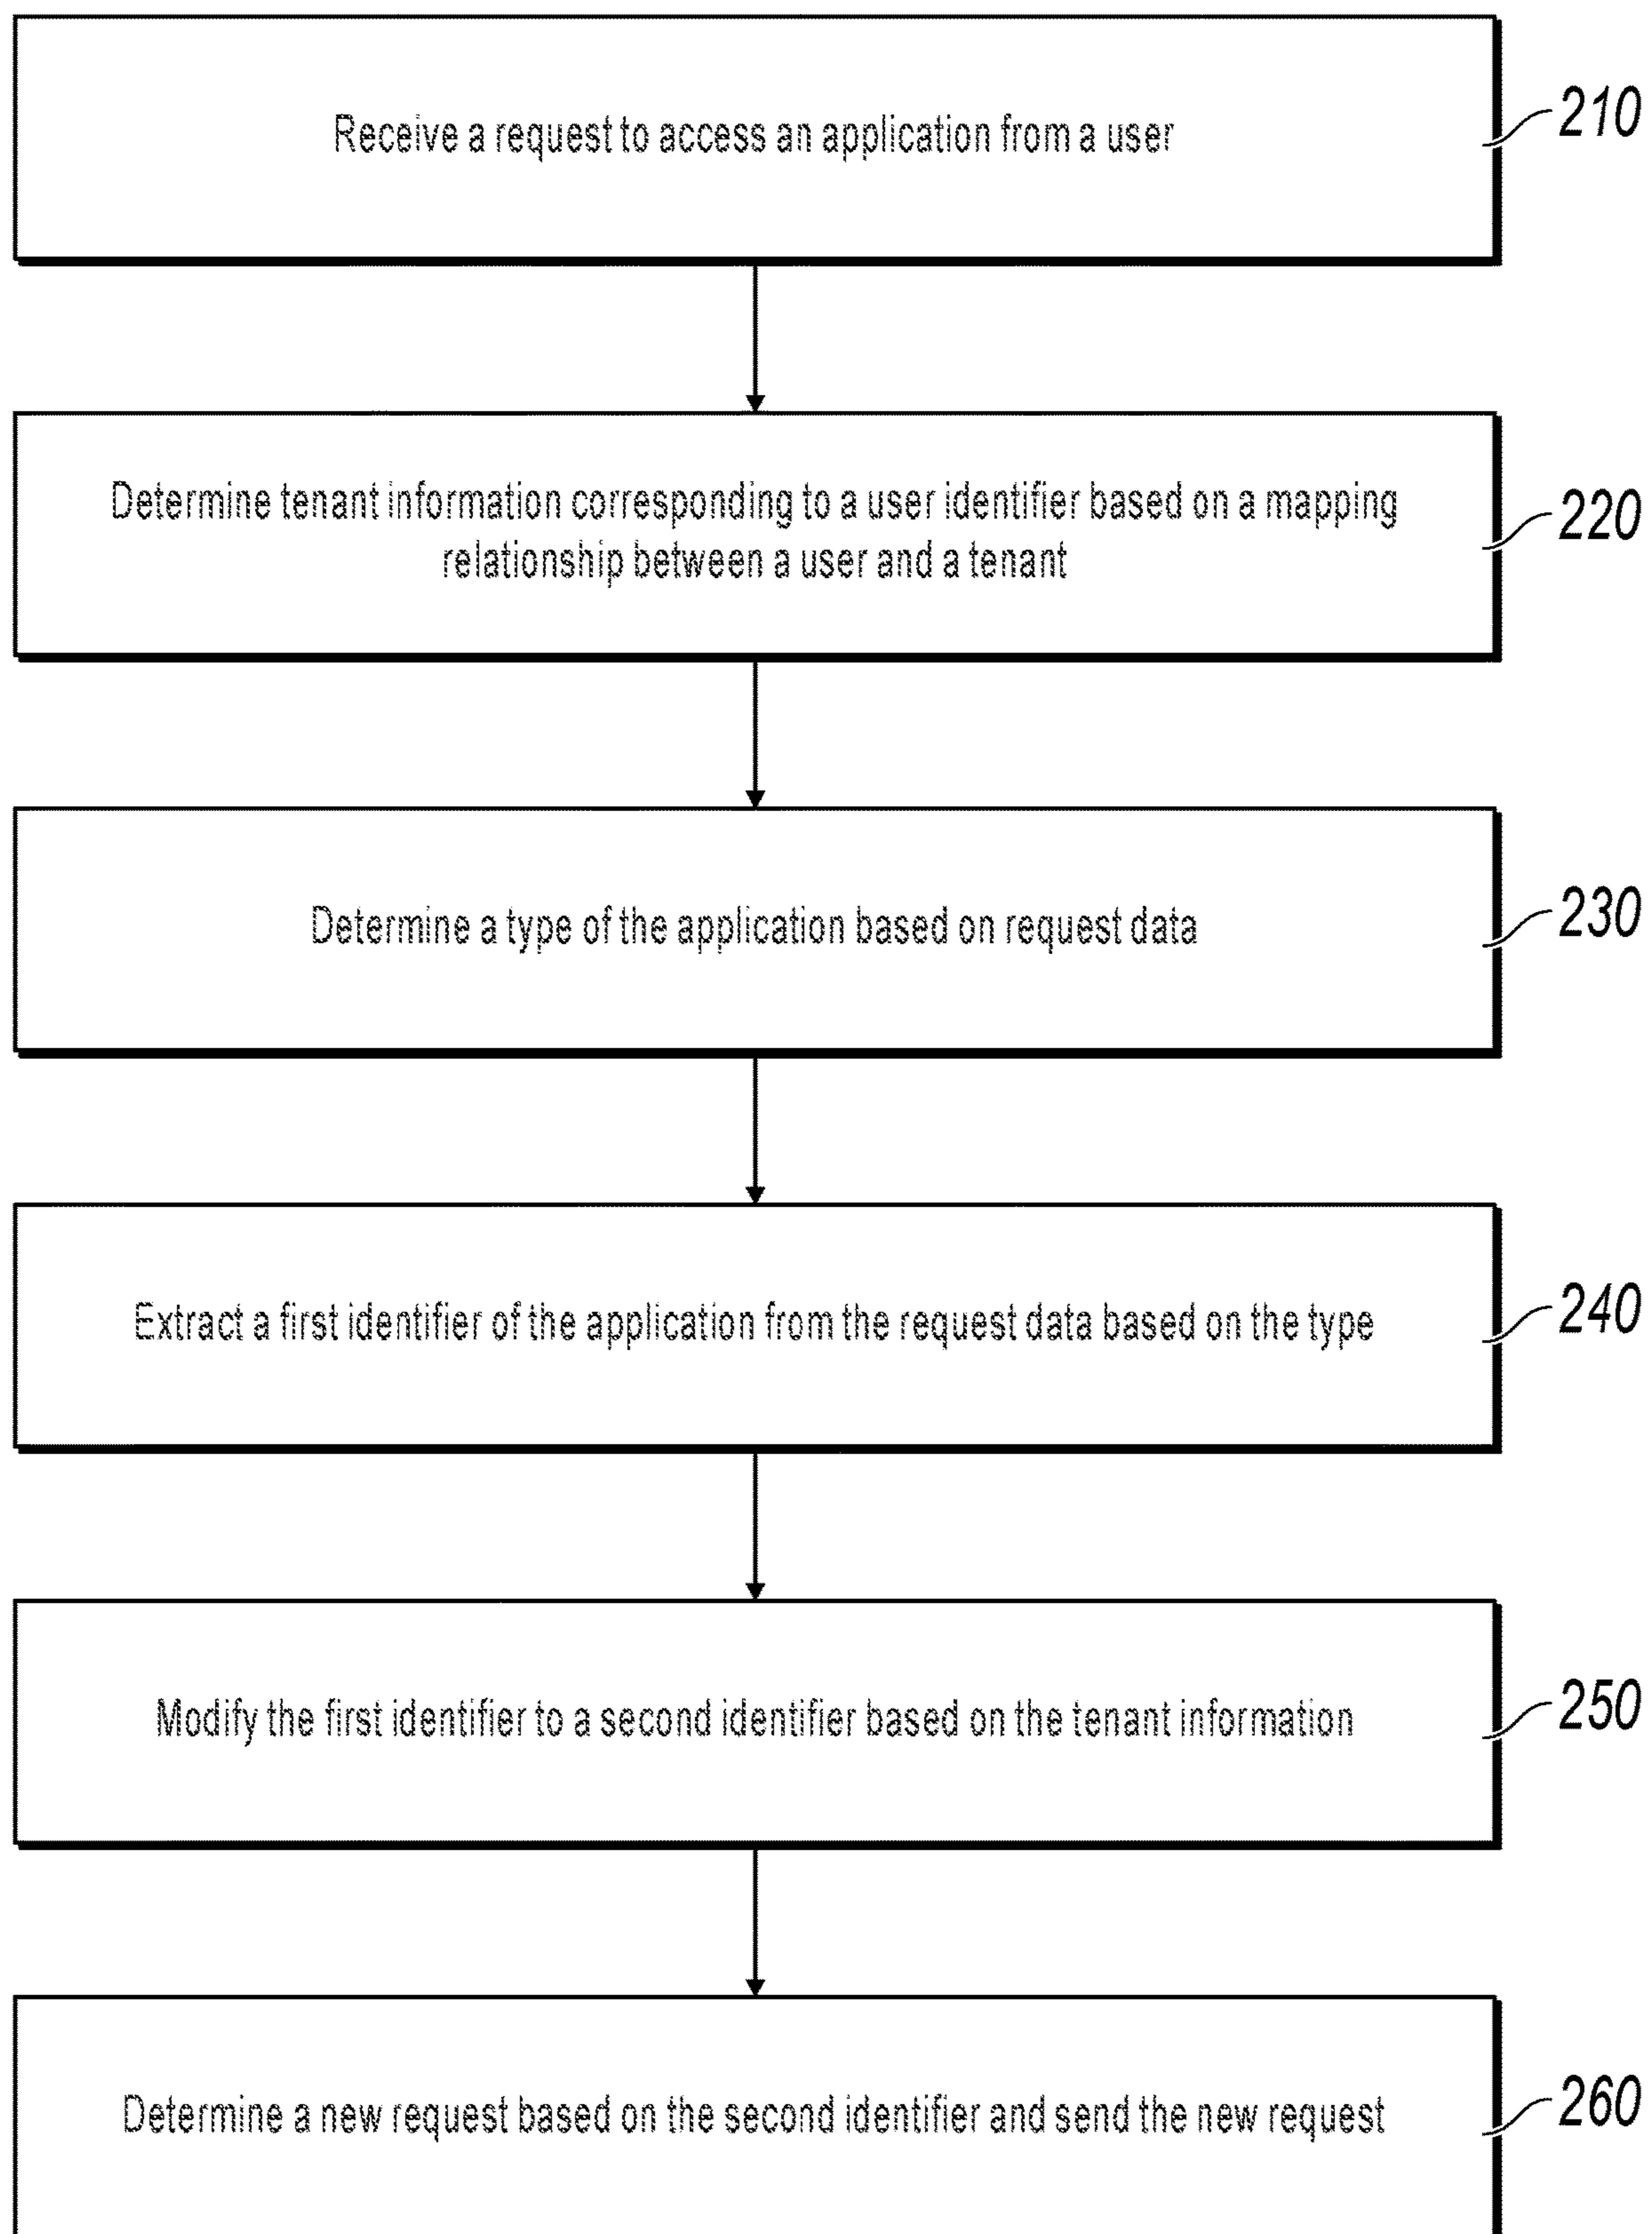 Receive a request to access an application from a user
210
Determine tenant information corresponding to a user identifier based on a mapping
relationship between a user and a tenant
220
Determine a type of the application based on request data
230
Extract a first identifier of the application from the request data based on the type
240
Modify the first identifier to a second identifier based on the tenant information
250
Determine a new request based on the second identifier and send the new request
260